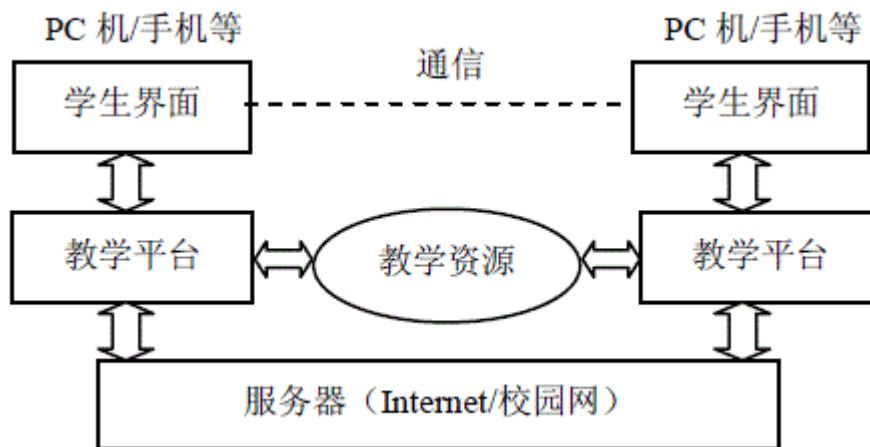 PC 机/手机等
PC 机/手机等
通信
学生界面
学生界面
教学平台
教学资源
教学平台
服务器（Internet/校园网）